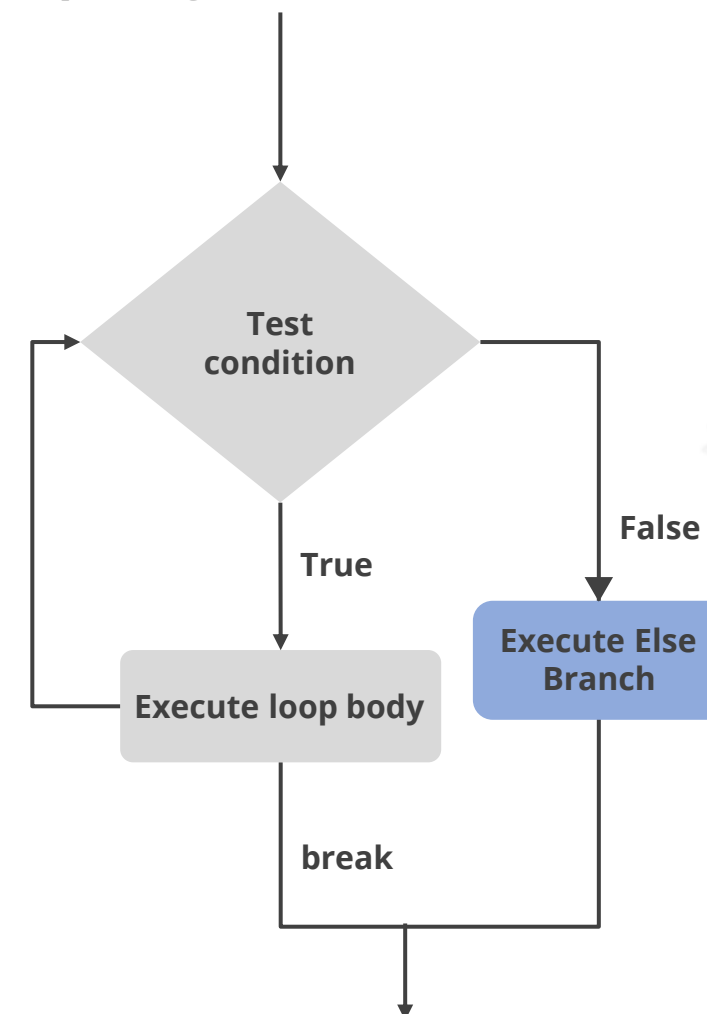 Test
condition
False
True
Execute Else
Branch
Execute loop body
break